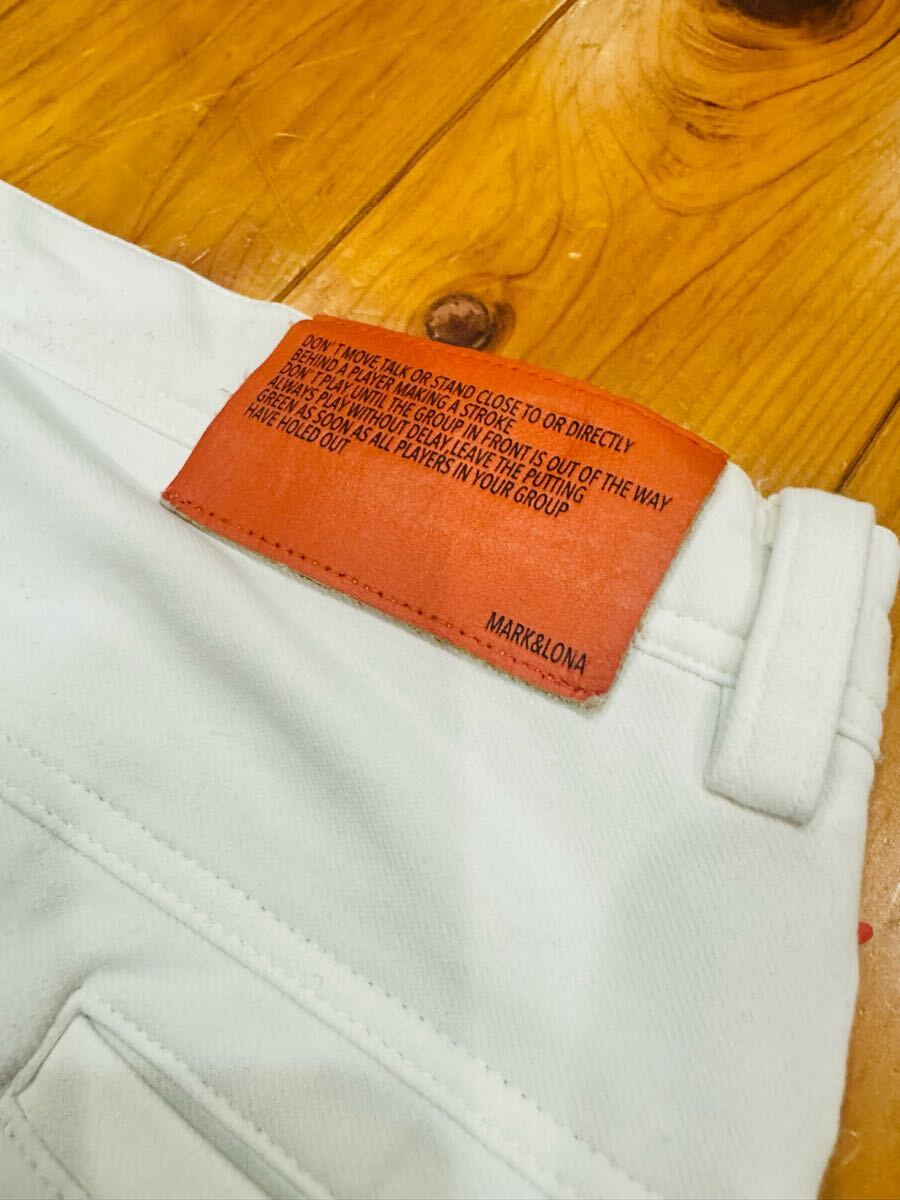 DON'T MOVE, TALK OR STAND CLOSE TO OR DIRECTLY
BEHIND A PLAYER MAKING A STROKE
DON'T PLAY UNTIL THE GROUP IN FRONT IS OUT OF THE WAY
ALWAYS PLAY WITHOUT DELAY. LEAVE THE PUTTING
GREEN AS SOON AS ALL PLAYERS IN YOUR GROUP
HAVE HOLED OUT
MARK&LONA